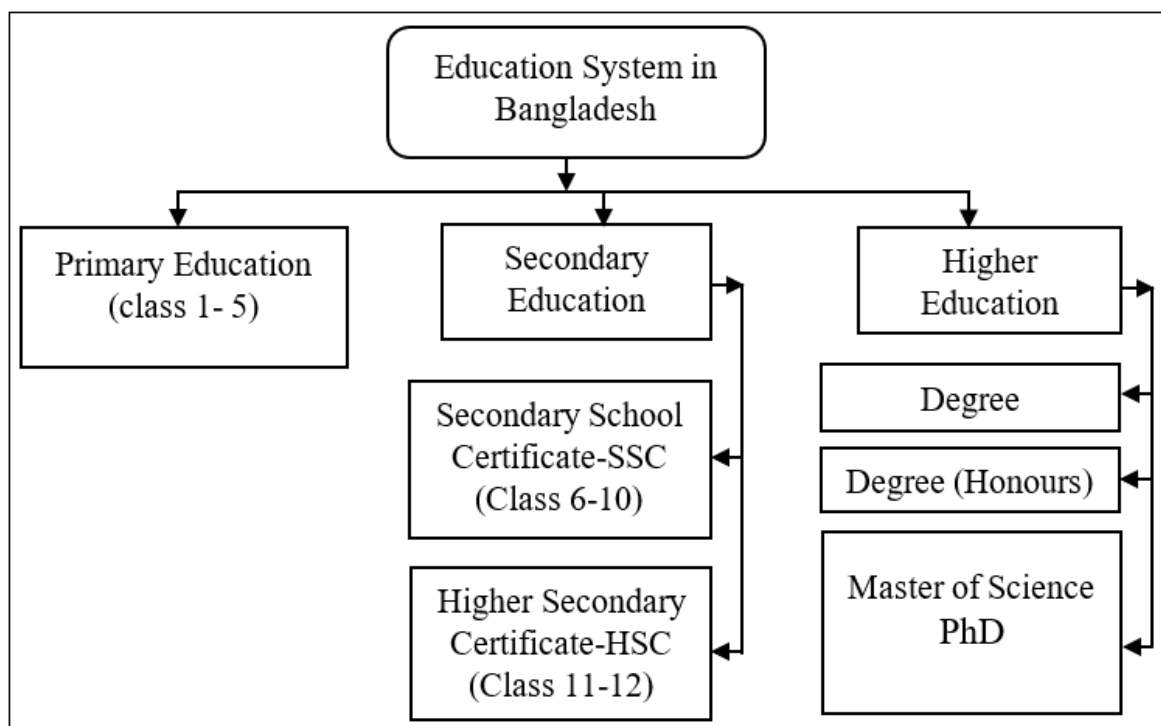 Education System in
Bangladesh
Primary Education
(class 1- 5)
Secondary
Education
Secondary School
Certificate-SSC
(Class 6-10)
Higher Secondary
Certificate-HSC
(Class 11-12)
Higher
Education
Degree
Degree (Honours)
Master of Science
PhD